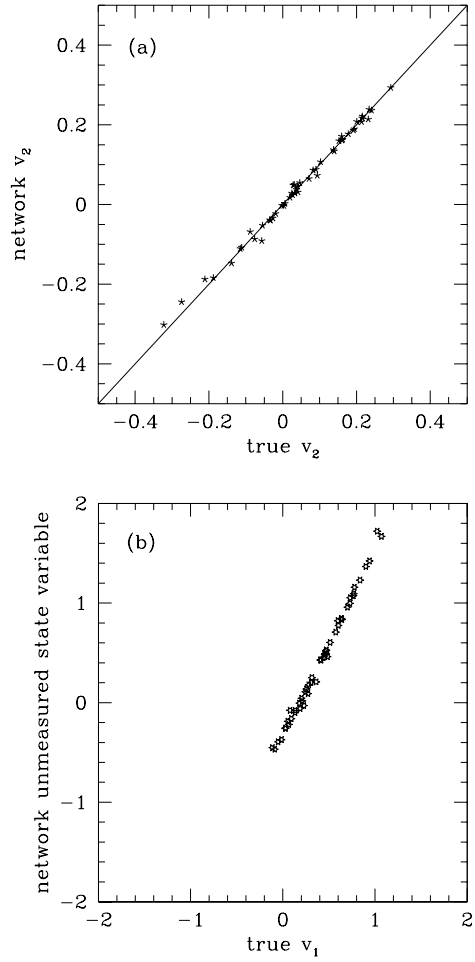 (a)
network v₂
0.4
0.2
0
−0.2
−0.4
−0.4 −0.2 0 0.2 0.4
true v₂
(b)
network unmeasured state variable
2
1
0
−1
−2
−2 −1 0 1 2
true v₁